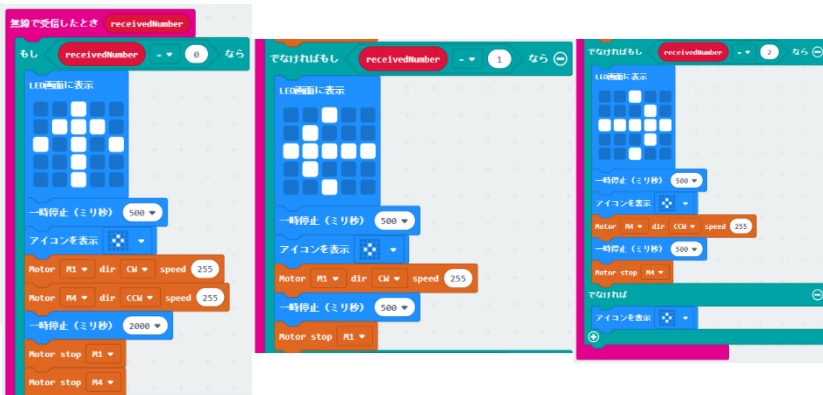 無線で受信したとき receivedNumber
もし receivedNumber = ▾ 0 なら
LED画面に表示
一時停止（ミリ秒） 500 ▾
アイコンを表示
Motor M1 ▾ dir CW ▾ speed 255
Motor M4 ▾ dir CCW ▾ speed 255
一時停止（ミリ秒） 2000 ▾
Motor stop M1 ▾
Motor stop M4 ▾
でなければもし receivedNumber = ▾ 1 なら
LED画面に表示
一時停止（ミリ秒） 500 ▾
アイコンを表示
Motor M1 ▾ dir CW ▾ speed 255
一時停止（ミリ秒） 500 ▾
Motor stop M1 ▾
でなければもし receivedNumber = ▾ 2 なら
LED画面に表示
一時停止（ミリ秒） 500 ▾
アイコンを表示
Motor M4 ▾ dir CCW ▾ speed 255
一時停止（ミリ秒） 500 ▾
Motor stop M4 ▾
でなければ
アイコンを表示